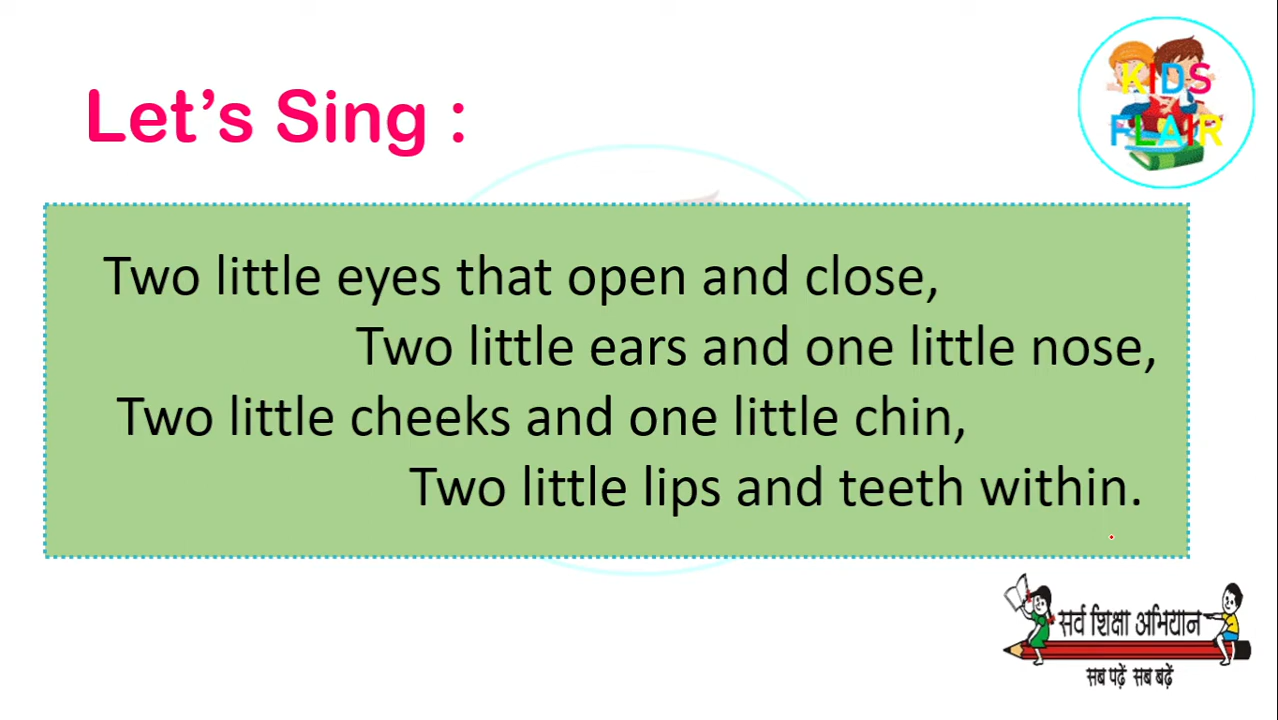 KIDS
FLAIR
Let's Sing :
Two little eyes that open and close,
Two little ears and one little nose,
Two little cheeks and one little chin,
Two little lips and teeth within.
सर्व शिक्षा अभियान
सब पढ़ें सब बढ़ें